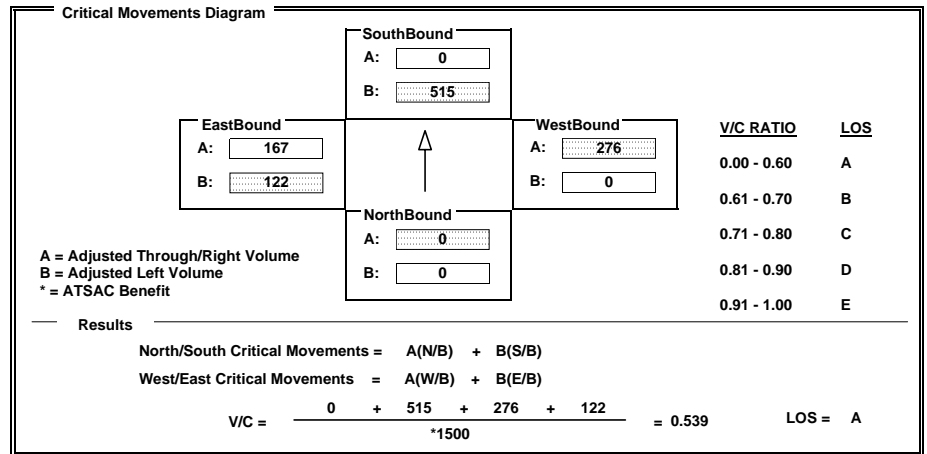 Critical Movements Diagram
SouthBound
A: 0
B: 515
EastBound
A: 167
B: 122
WestBound
A: 276
B: 0
NorthBound
A: 0
B: 0
V/C RATIO LOS
0.00 - 0.60 A
0.61 - 0.70 B
0.71 - 0.80 C
0.81 - 0.90 D
0.91 - 1.00 E
A = Adjusted Through/Right Volume
B = Adjusted Left Volume
* = ATSAC Benefit
Results
North/South Critical Movements = A(N/B) + B(S/B)
West/East Critical Movements = A(W/B) + B(E/B)
V/C = 0 + 515 + 276 + 122 = 0.539 LOS = A
*1500